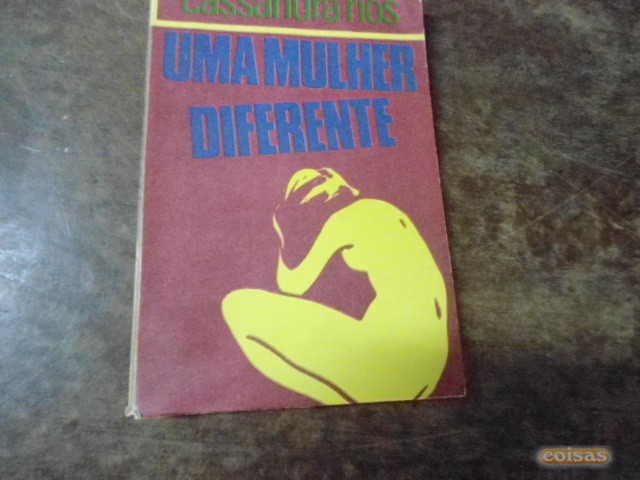 cassandra rios
UMA MULHER
DIFERENTE
coisas